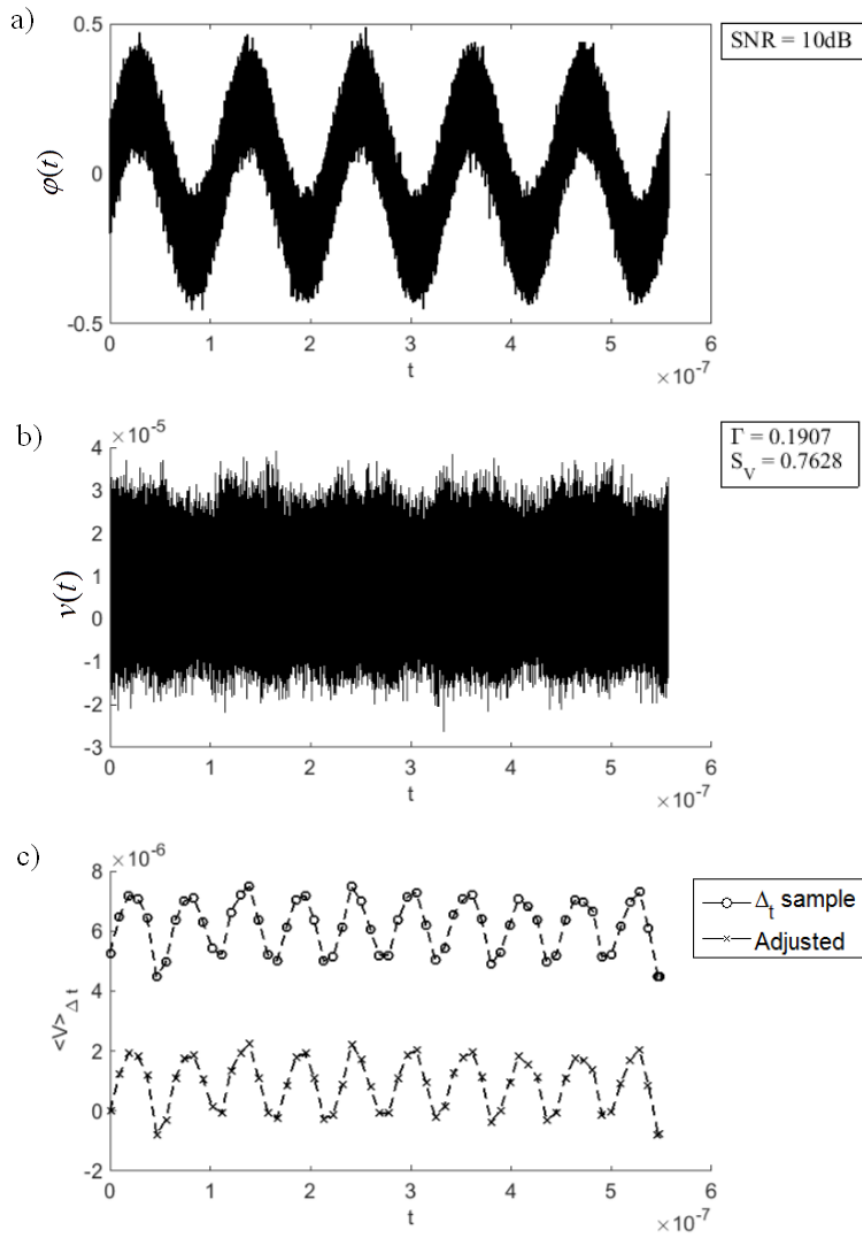 a)
0.5
0
-0.5
φ(t)
0 1 2 3 4 5 6
t
×10-7
SNR = 10dB
b)
×10-5
4
3
2
1
0
-1
-2
-3
v(t)
0 1 2 3 4 5 6
t
×10-7
Γ = 0.1907
SV = 0.7628
c)
×10-6
8
6
4
2
0
-2
<V>Δ t
0 1 2 3 4 5 6
t
×10-7
Δt sample
Adjusted